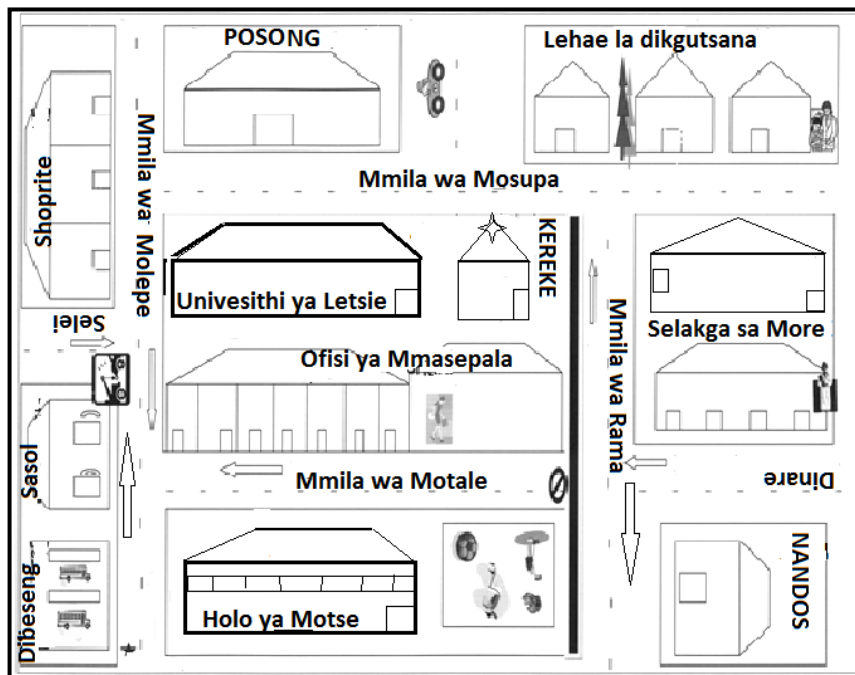 POSONG
Lehae la dikgutsana
Shoprite
Mmila wa Molepe
Mmila wa Mosupa
Univesithi ya Letsie
KEREKE
Mmila wa Rama
Selakga sa More
Selei
Ofisi ya Mmasepala
Sasol
Mmila wa Motale
Dinare
Dibeseng
Holo ya Motse
NANDOS